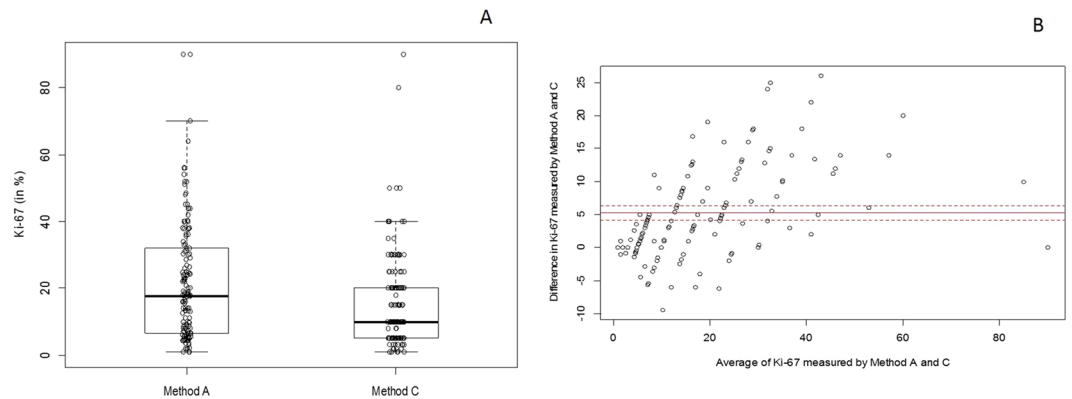 A
Ki-67 (in %)
80
60
40
20
0
Method A
Method C
B
Difference in Ki-67 measured by Method A and C
25
20
15
10
5
0
-5
-10
0
20
40
60
80
Average of Ki-67 measured by Method A and C